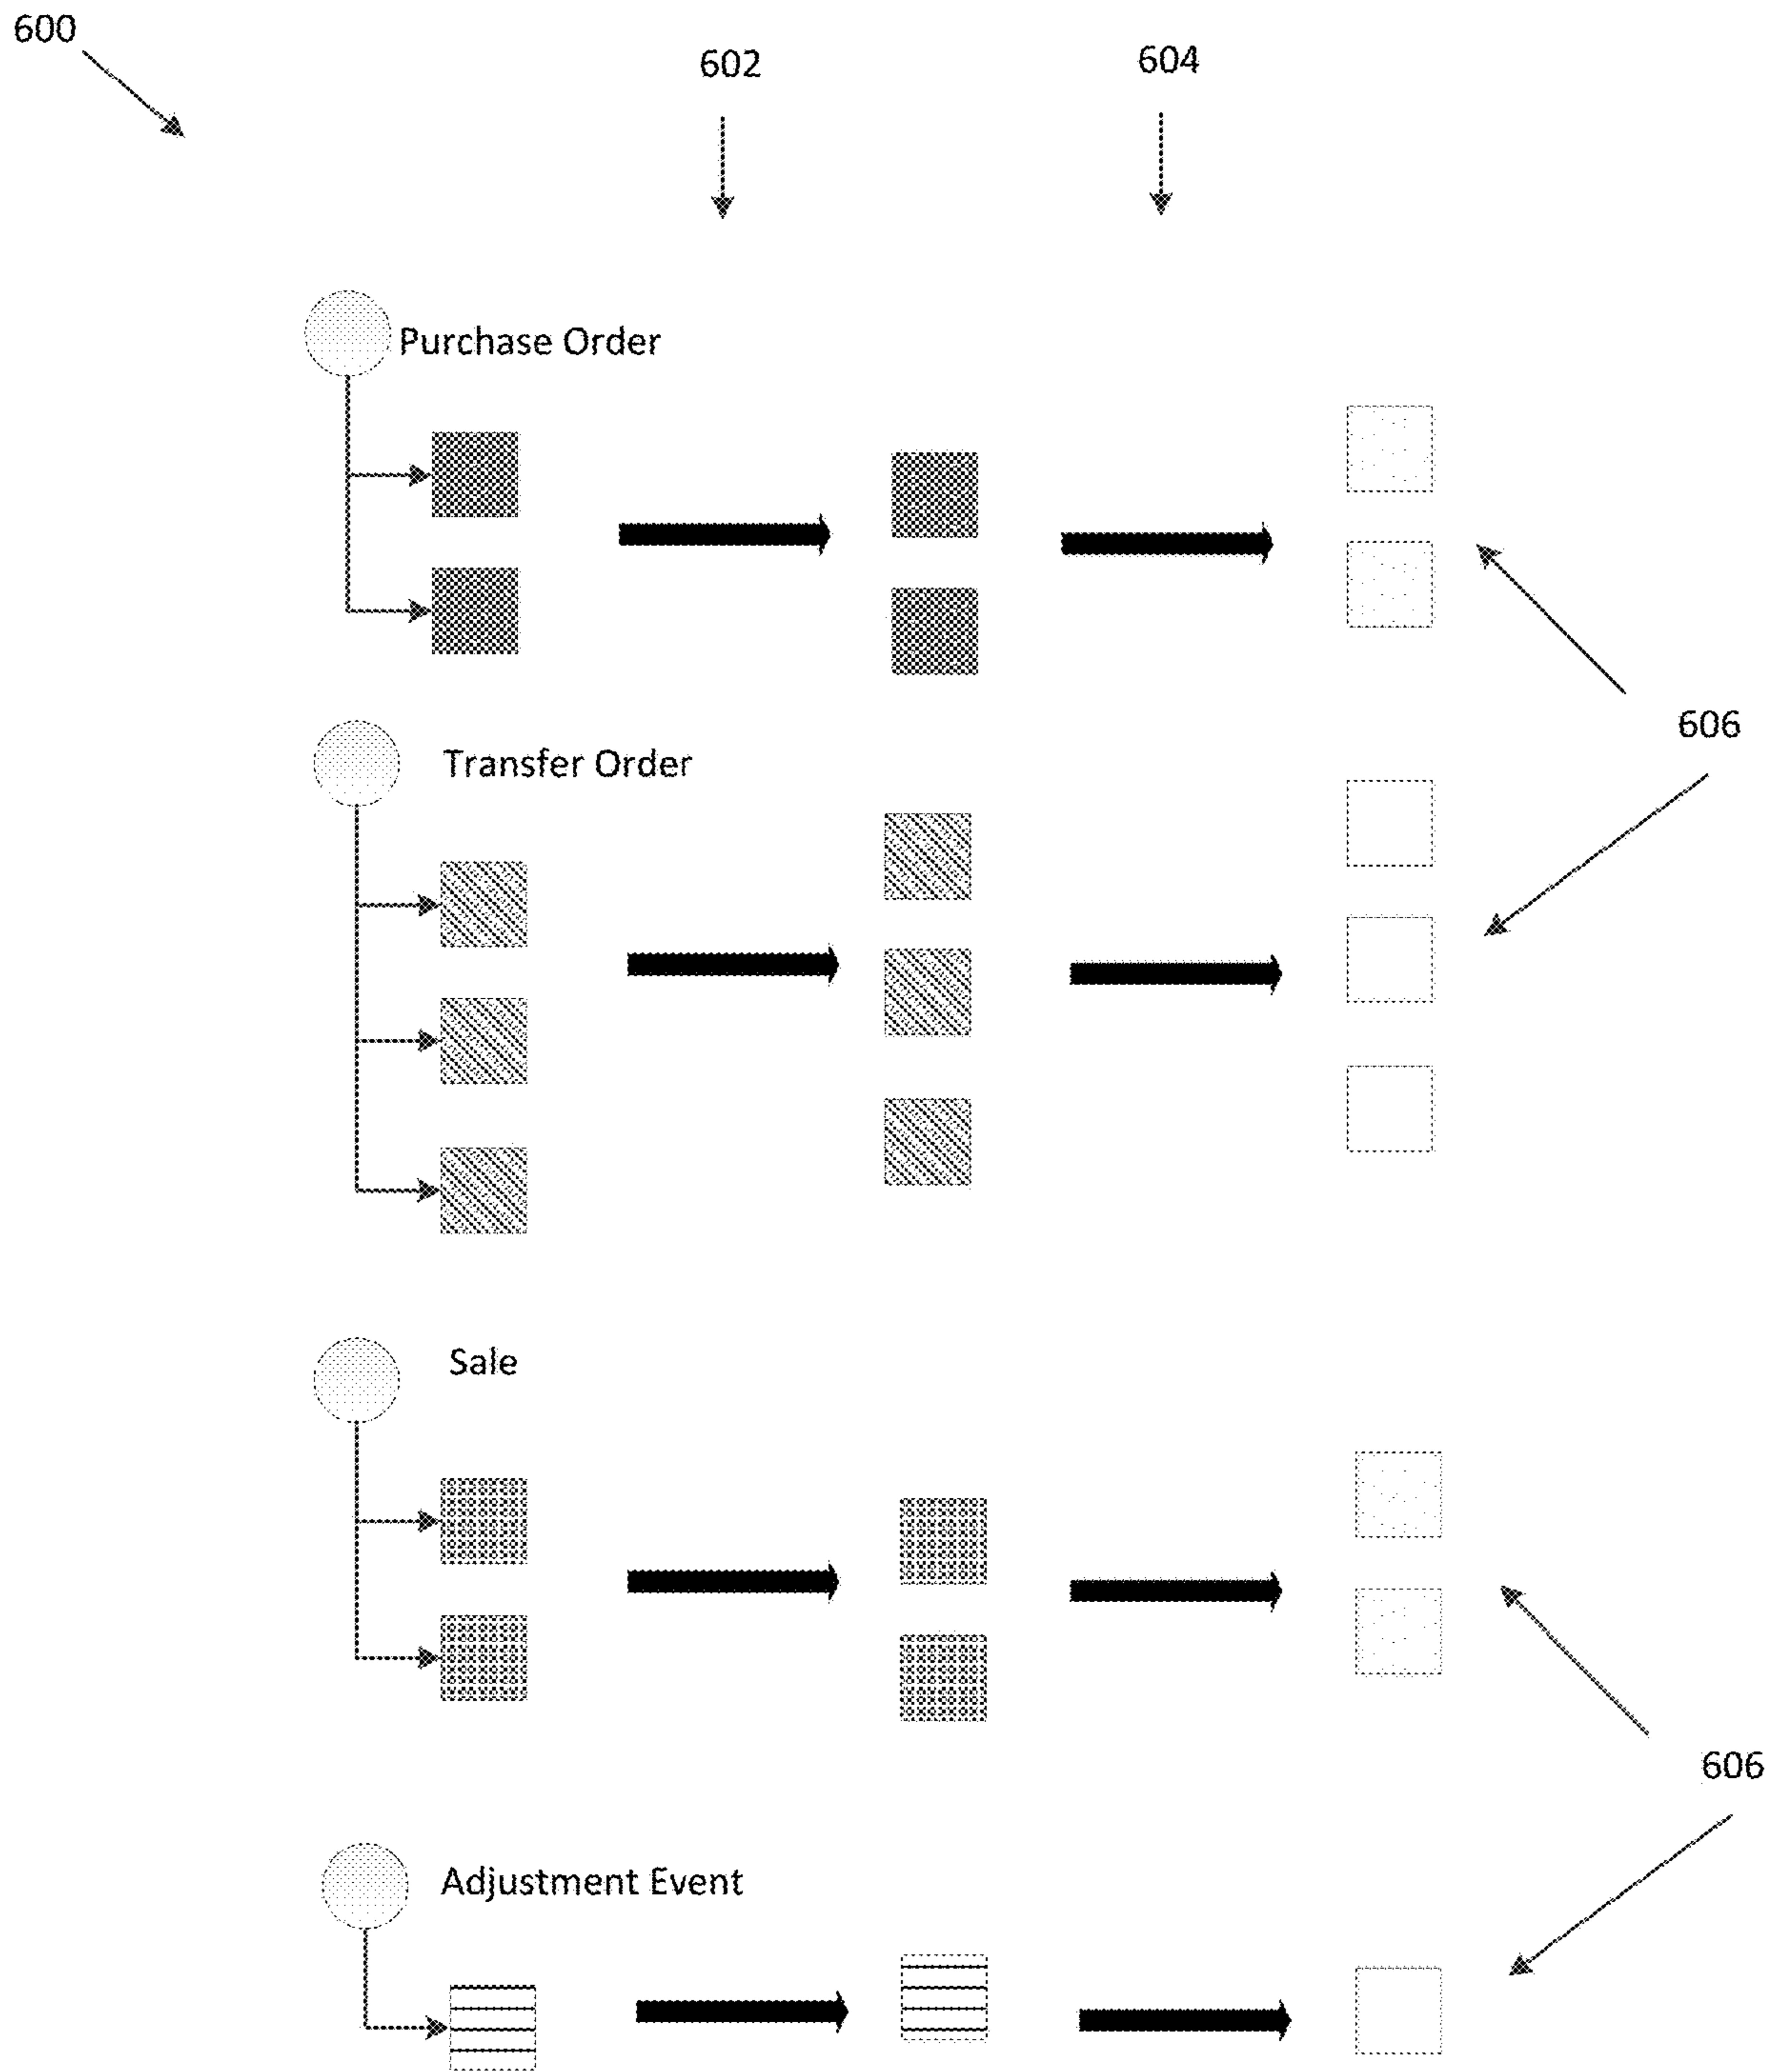 600
602
604
Purchase Order
606
Transfer Order
Sale
606
Adjustment Event